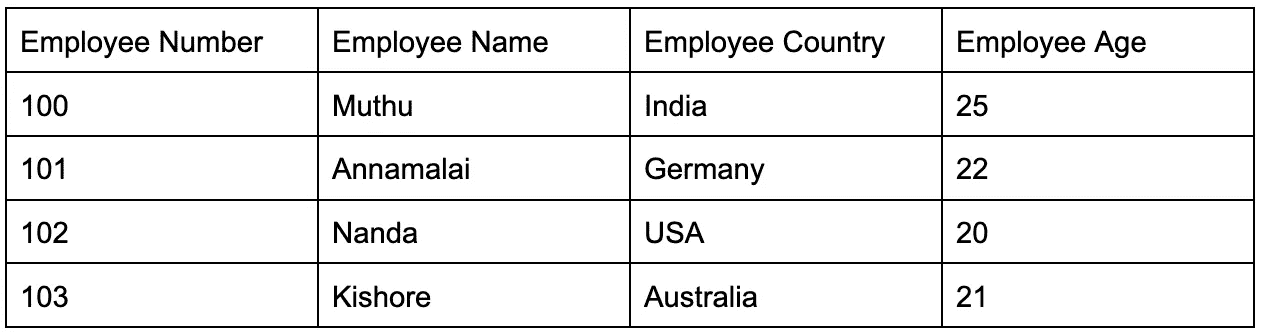 Employee Number Employee Name Employee Country Employee Age
100 Muthu India 25
101 Annamalai Germany 22
102 Nanda USA 20
103 Kishore Australia 21